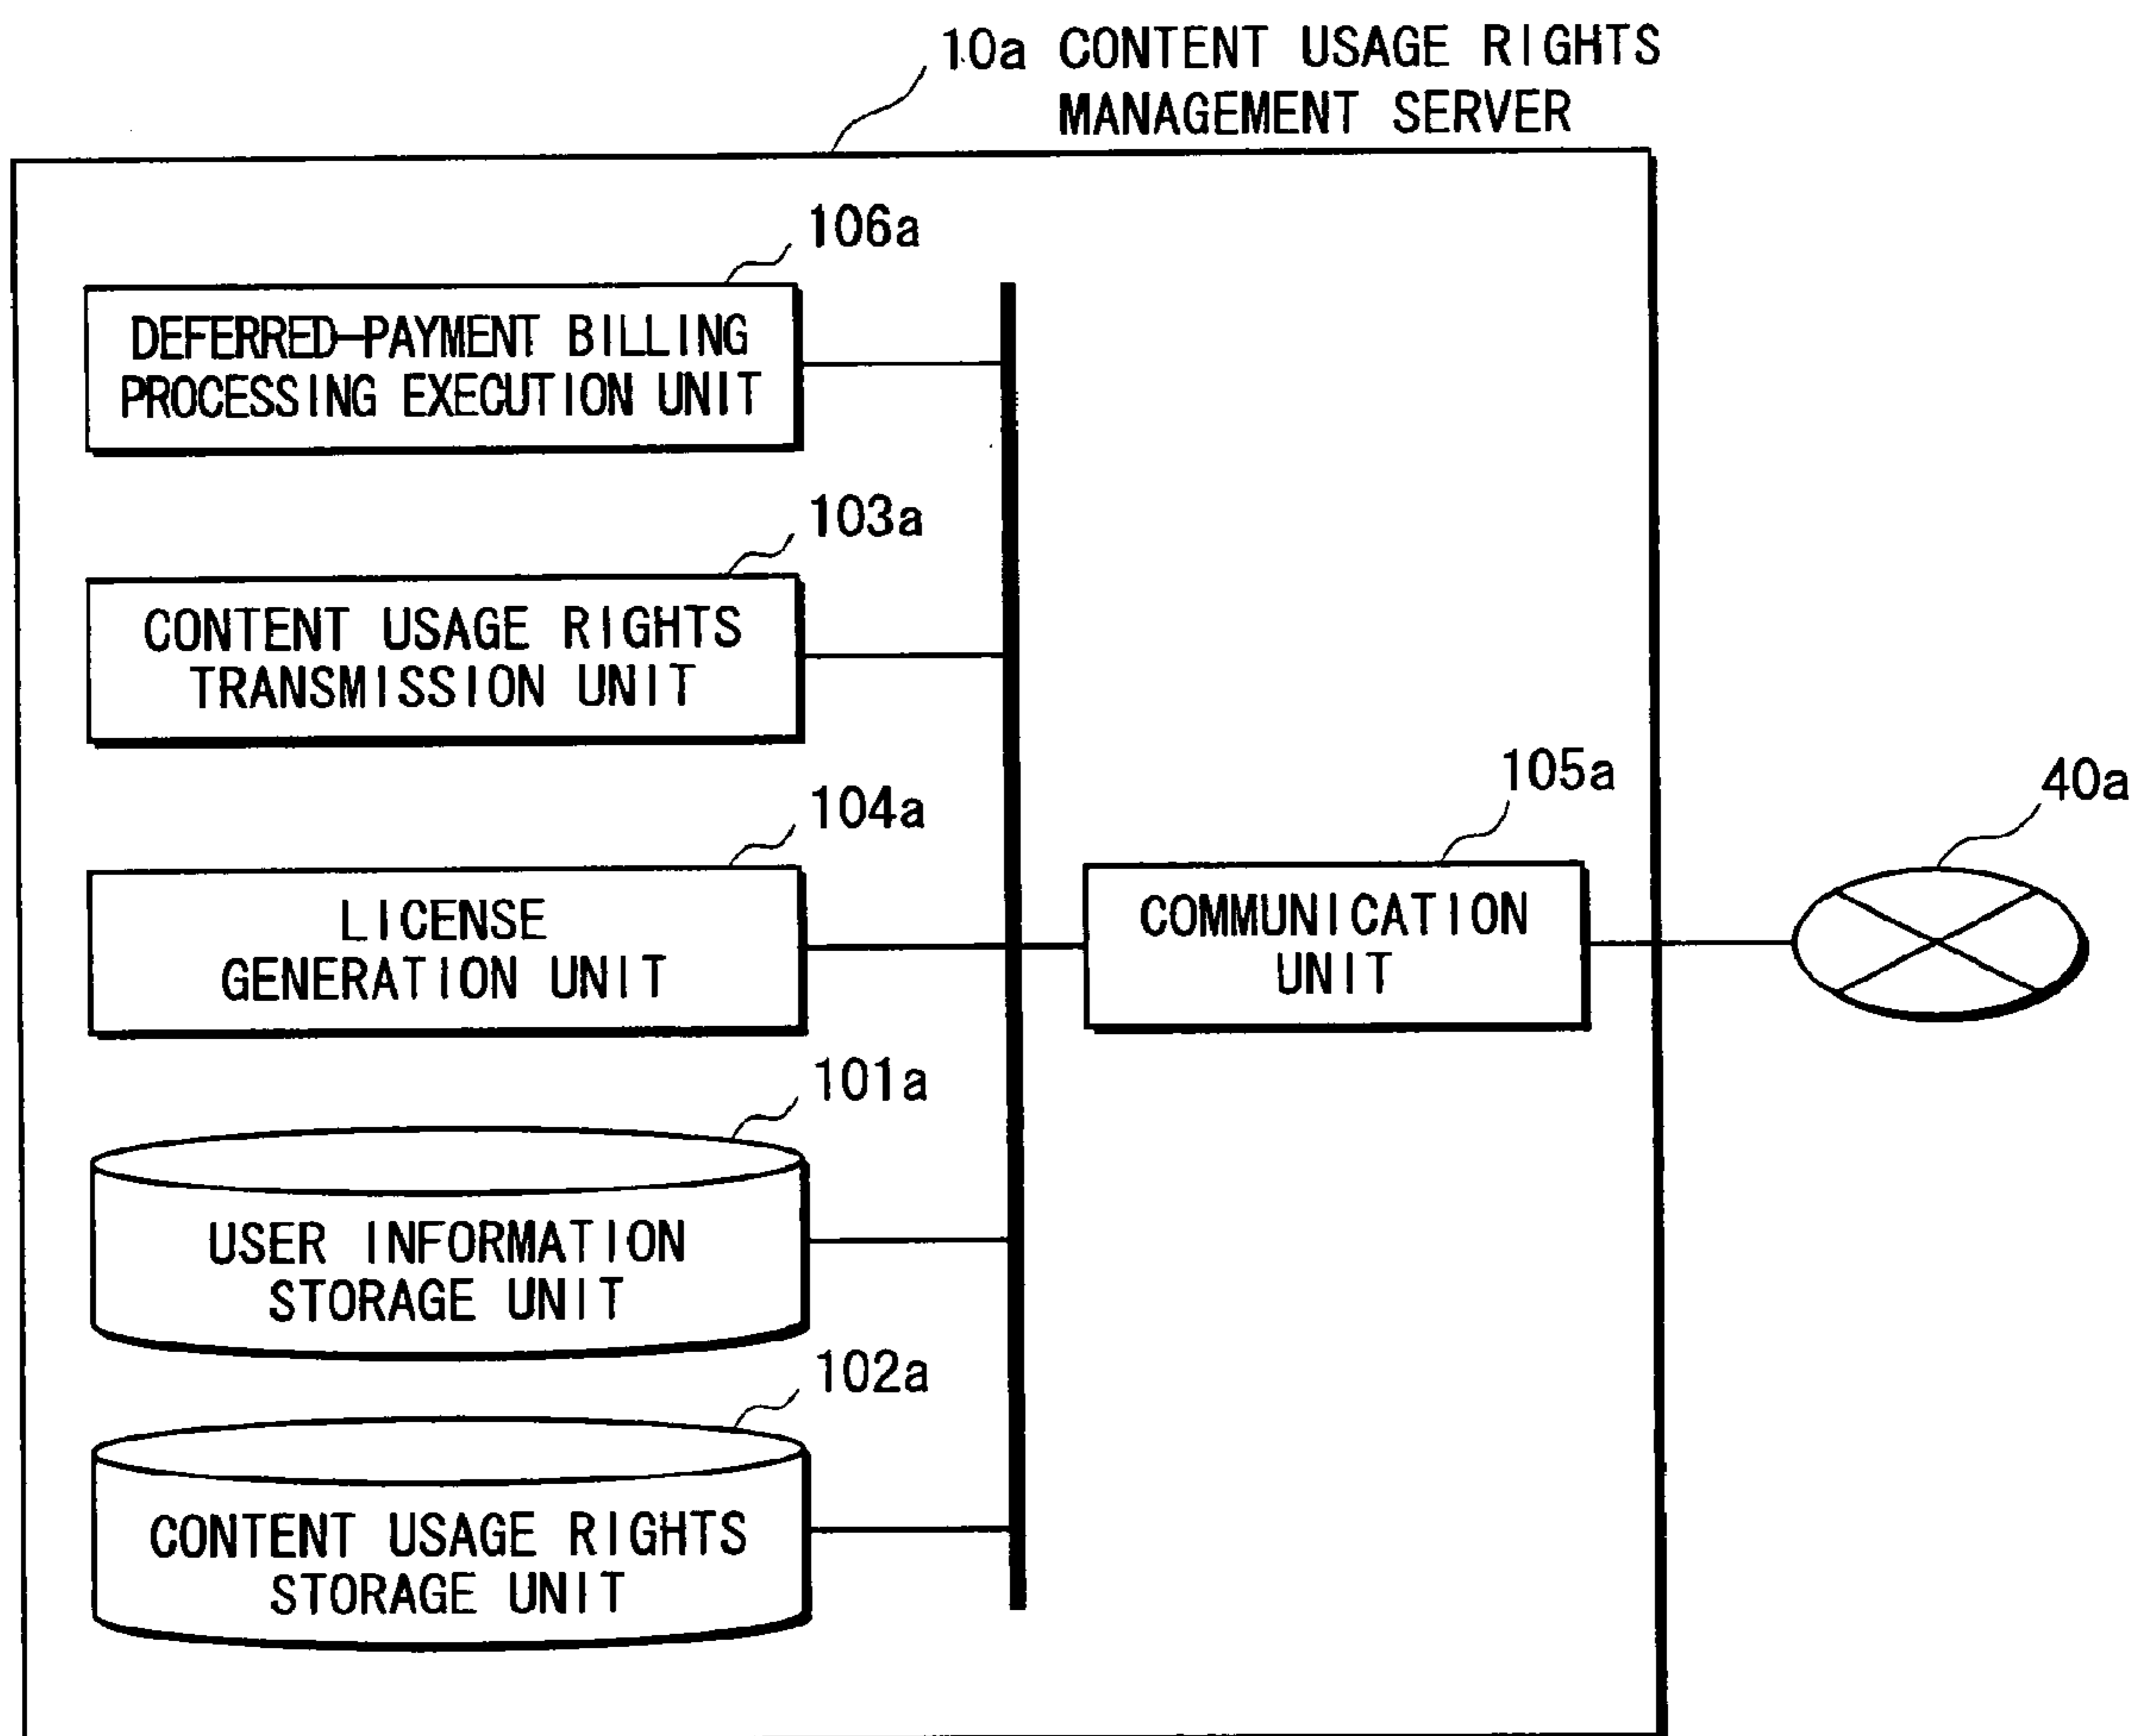 10a CONTENT USAGE RIGHTS
MANAGEMENT SERVER
106a
DEFERRED-PAYMENT BILLING
PROCESSING EXECUTION UNIT
103a
CONTENT USAGE RIGHTS
TRANSMISSION UNIT
104a
LICENSE
GENERATION UNIT
105a
COMMUNICATION
UNIT
40a
101a
USER INFORMATION
STORAGE UNIT
102a
CONTENT USAGE RIGHTS
STORAGE UNIT